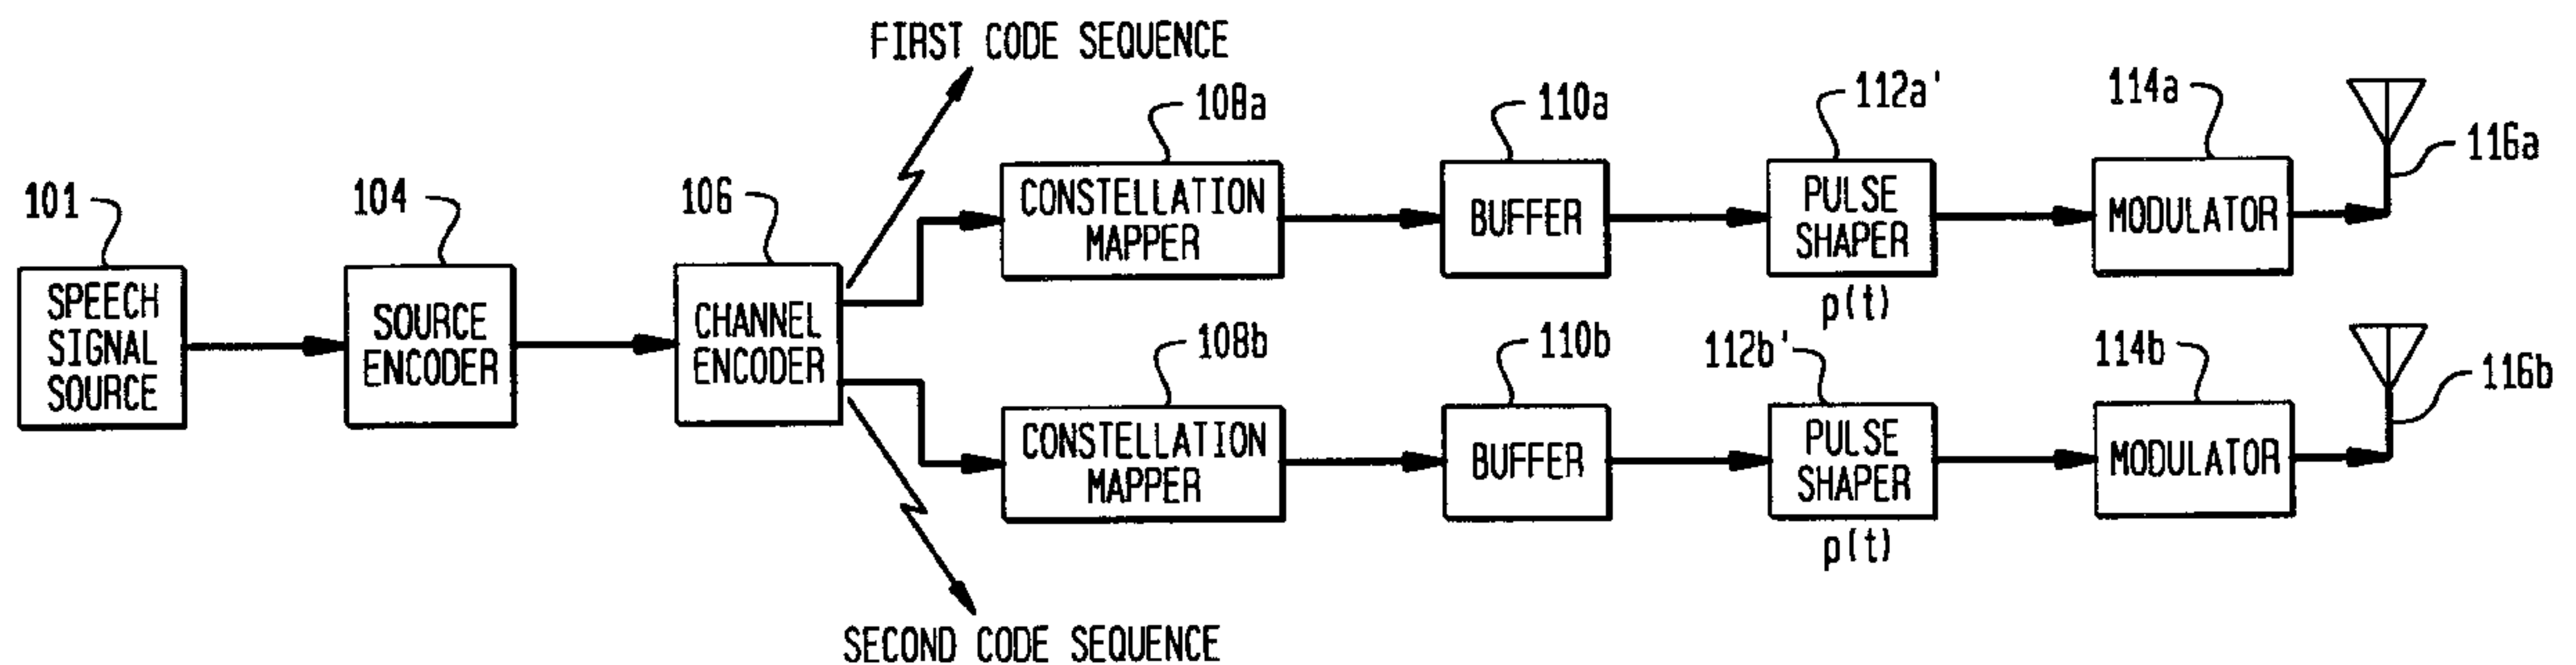 FIRST CODE SEQUENCE
101
SPEECH
SIGNAL
SOURCE
104
SOURCE
ENCODER
106
CHANNEL
ENCODER
108a
CONSTELLATION
MAPPER
110a
BUFFER
112a'
PULSE
SHAPER
p(t)
114a
MODULATOR
116a
108b
CONSTELLATION
MAPPER
110b
BUFFER
112b'
PULSE
SHAPER
p(t)
114b
MODULATOR
116b
SECOND CODE SEQUENCE